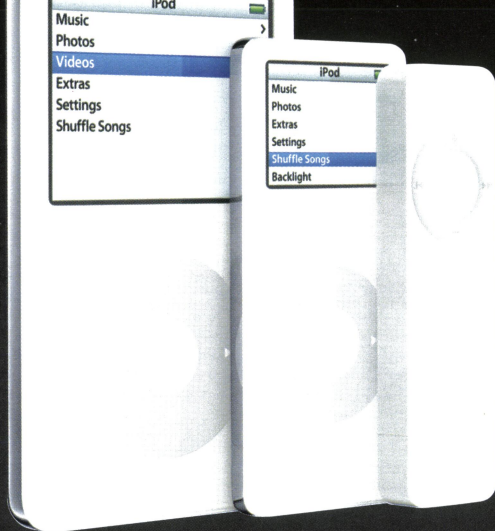 iPod
Music
Photos
Videos
Extras
Settings
Shuffle Songs
iPod
Music
Photos
Extras
Settings
Shuffle Songs
Backlight